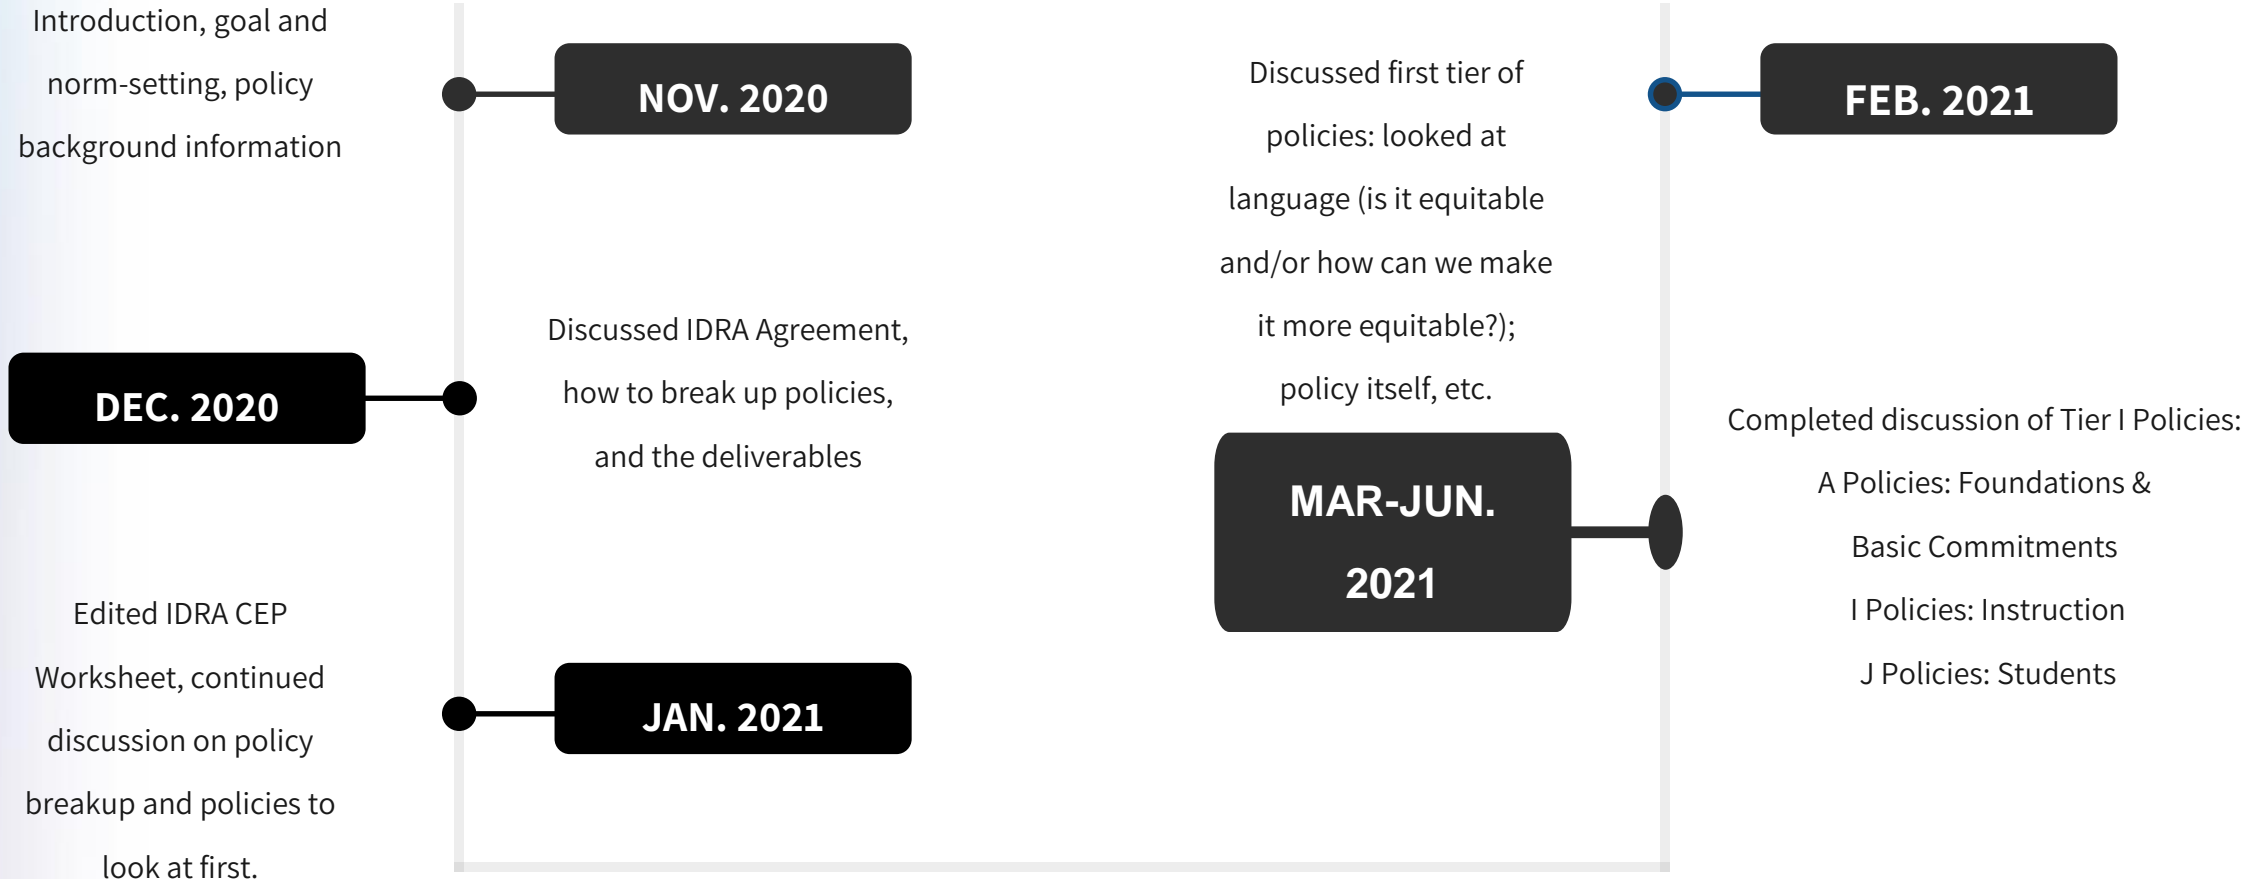 Introduction, goal and
norm-setting, policy
background information
NOV. 2020
DEC. 2020
Discussed IDRA Agreement,
how to break up policies,
and the deliverables
Edited IDRA CEP
Worksheet, continued
discussion on policy
breakup and policies to
look at first.
JAN. 2021
Discussed first tier of
policies: looked at
language (is it equitable
and/or how can we make
it more equitable?);
policy itself, etc.
FEB. 2021
MAR-JUN.
2021
Completed discussion of Tier I Policies:
A Policies: Foundations &
Basic Commitments
I Policies: Instruction
J Policies: Students